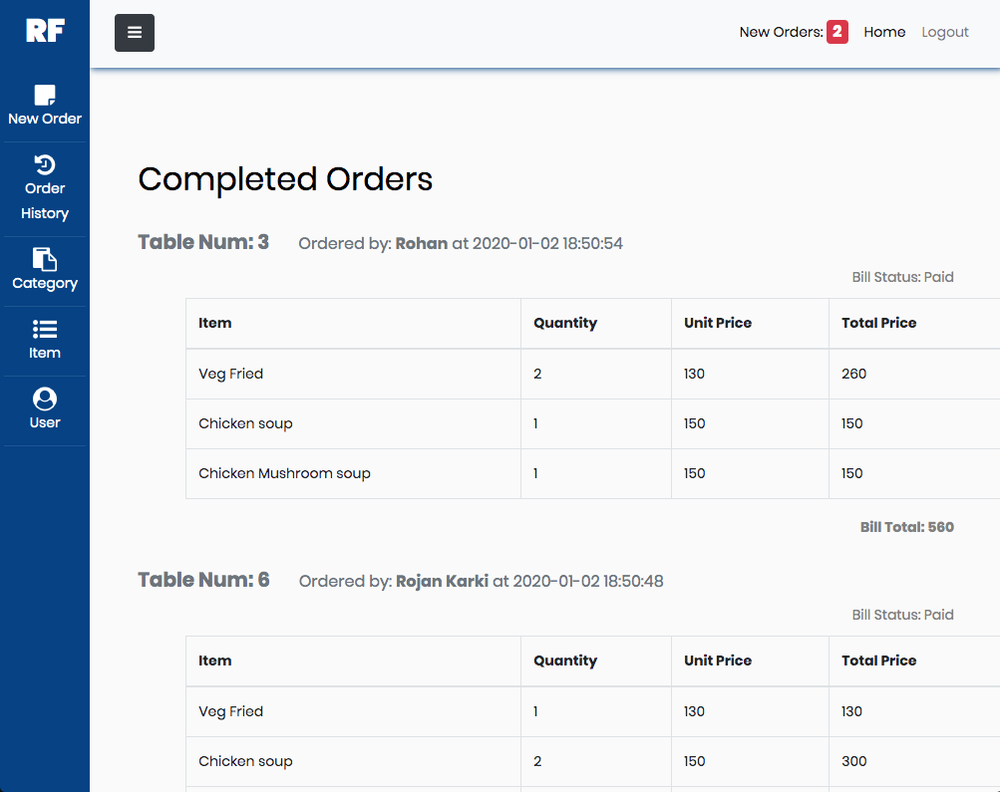 RF
New Orders: 2 Home Logout
New Order
Order
History
Category
Item
User
Completed Orders
Table Num: 3 Ordered by: Rohan at 2020-01-02 18:50:54
Bill Status: Paid
Item Quantity Unit Price Total Price
Veg Fried 2 130 260
Chicken soup 1 150 150
Chicken Mushroom soup 1 150 150
Bill Total: 560
Table Num: 6 Ordered by: Rojan Karki at 2020-01-02 18:50:48
Bill Status: Paid
Item Quantity Unit Price Total Price
Veg Fried 1 130 130
Chicken soup 2 150 300